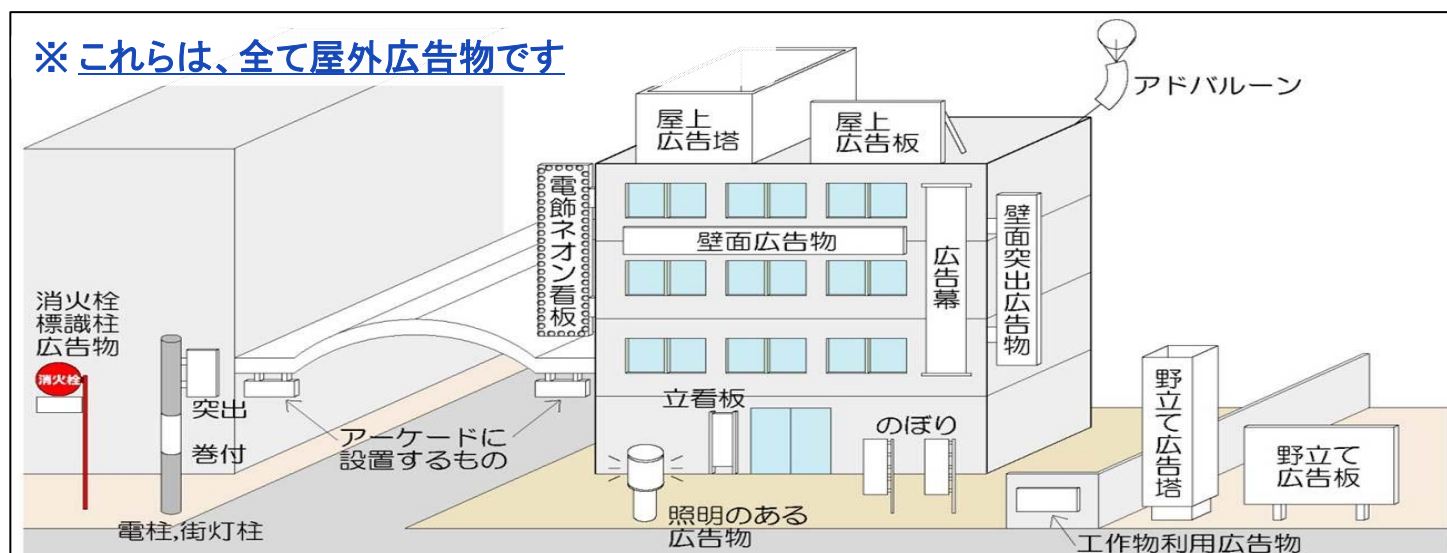 ※ これらは、全て屋外広告物です
アドバルーン
屋上
広告塔
屋上
広告板
電飾ネオン看板
壁面広告物
広告幕
壁面突出広告物
消火栓
標識柱
広告物
消火栓
突出
巻付
電柱,街灯柱
アーケードに
設置するもの
立看板
のぼり
照明のある
広告物
野立て広告塔
野立て
広告板
工作物利用広告物